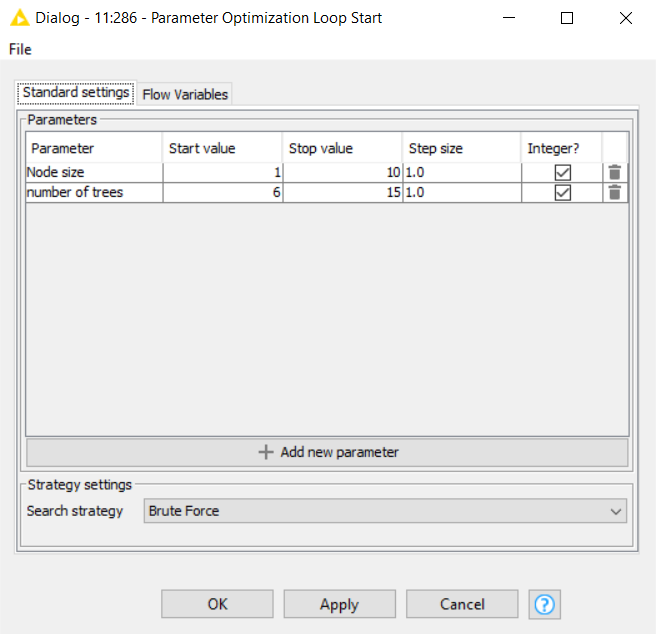 Dialog - 11:286 - Parameter Optimization Loop Start
File
Standard settings Flow Variables
Parameters
Parameter Start value Stop value Step size Integer?
Node size 1 10 1.0
number of trees 6 15 1.0
Add new parameter
Strategy settings
Search strategy Brute Force
OK Apply Cancel ?